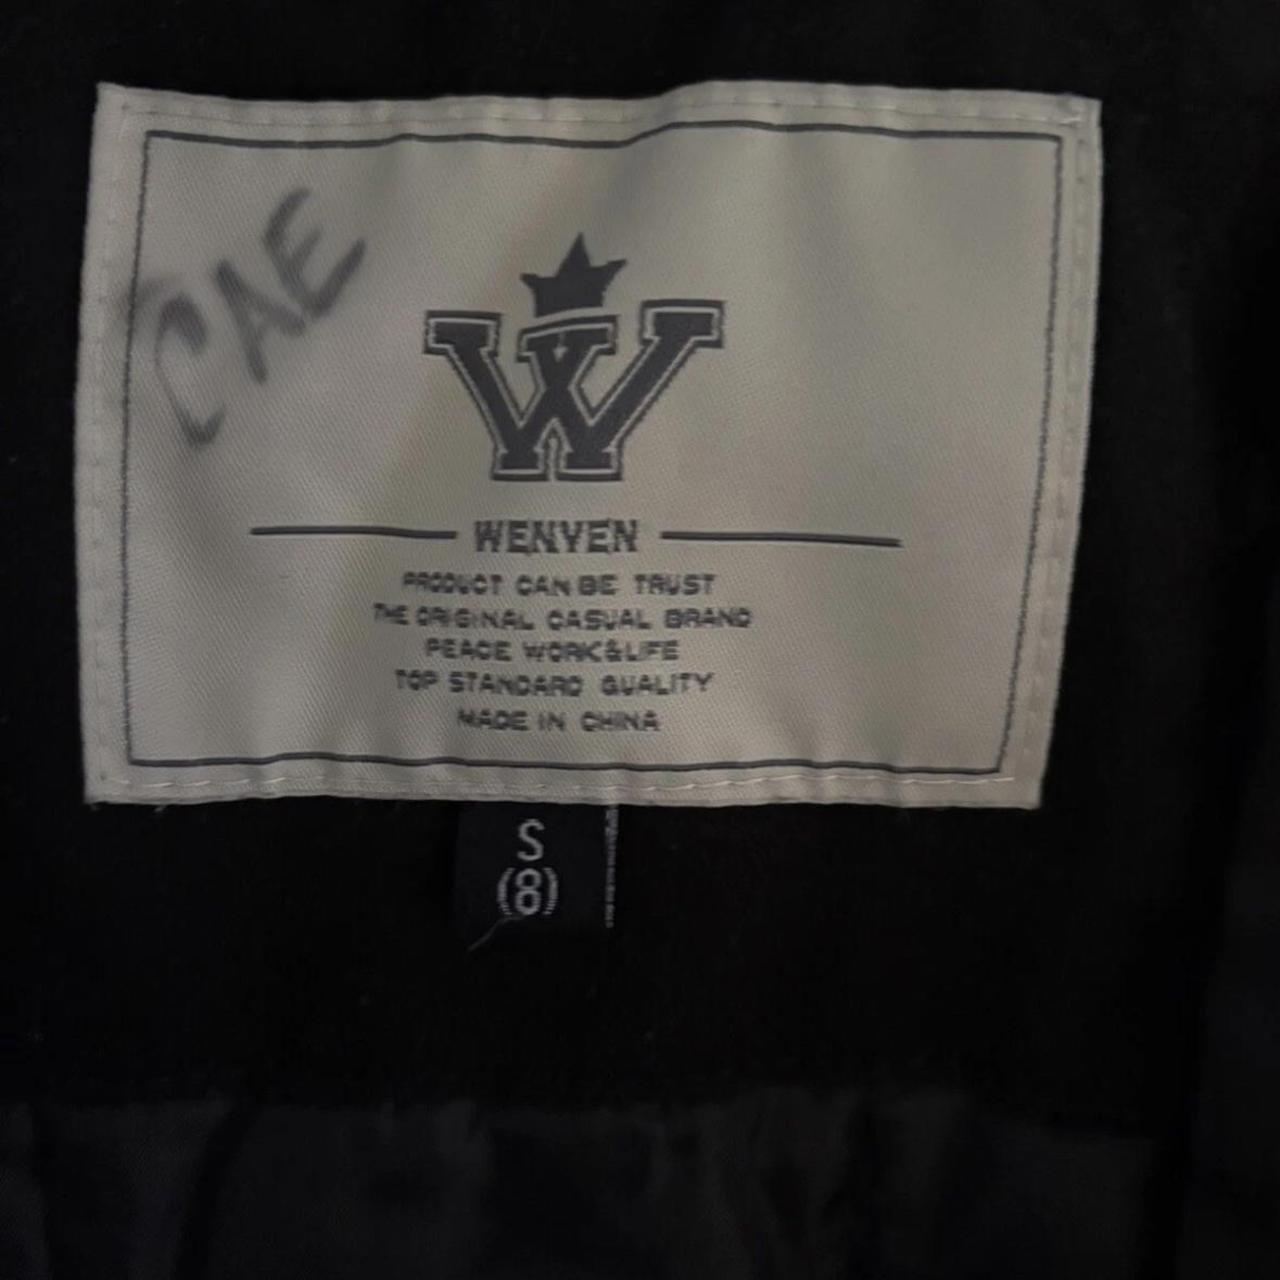 CAE
W
WENVEN
PRODUCT CAN BE TRUST
THE ORIGINAL CASUAL BRAND
PEACE WORK&LIFE
TOP STANDARD QUALITY
MADE IN CHINA
S
(8)